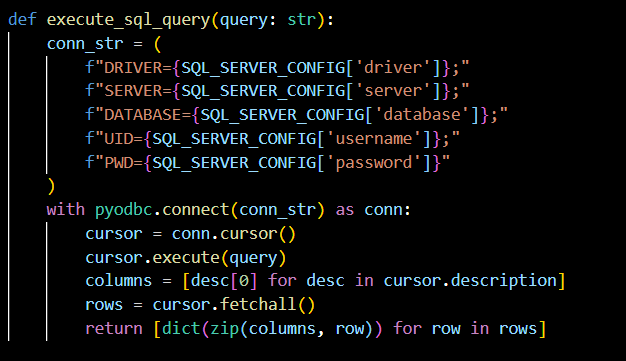 def execute_sql_query(query: str):
    conn_str = (
        f"DRIVER={SQL_SERVER_CONFIG['driver']};"
        f"SERVER={SQL_SERVER_CONFIG['server']};"
        f"DATABASE={SQL_SERVER_CONFIG['database']};"
        f"UID={SQL_SERVER_CONFIG['username']};"
        f"PWD={SQL_SERVER_CONFIG['password']}"
    )
    with pyodbc.connect(conn_str) as conn:
        cursor = conn.cursor()
        cursor.execute(query)
        columns = [desc[0] for desc in cursor.description]
        rows = cursor.fetchall()
        return [dict(zip(columns, row)) for row in rows]